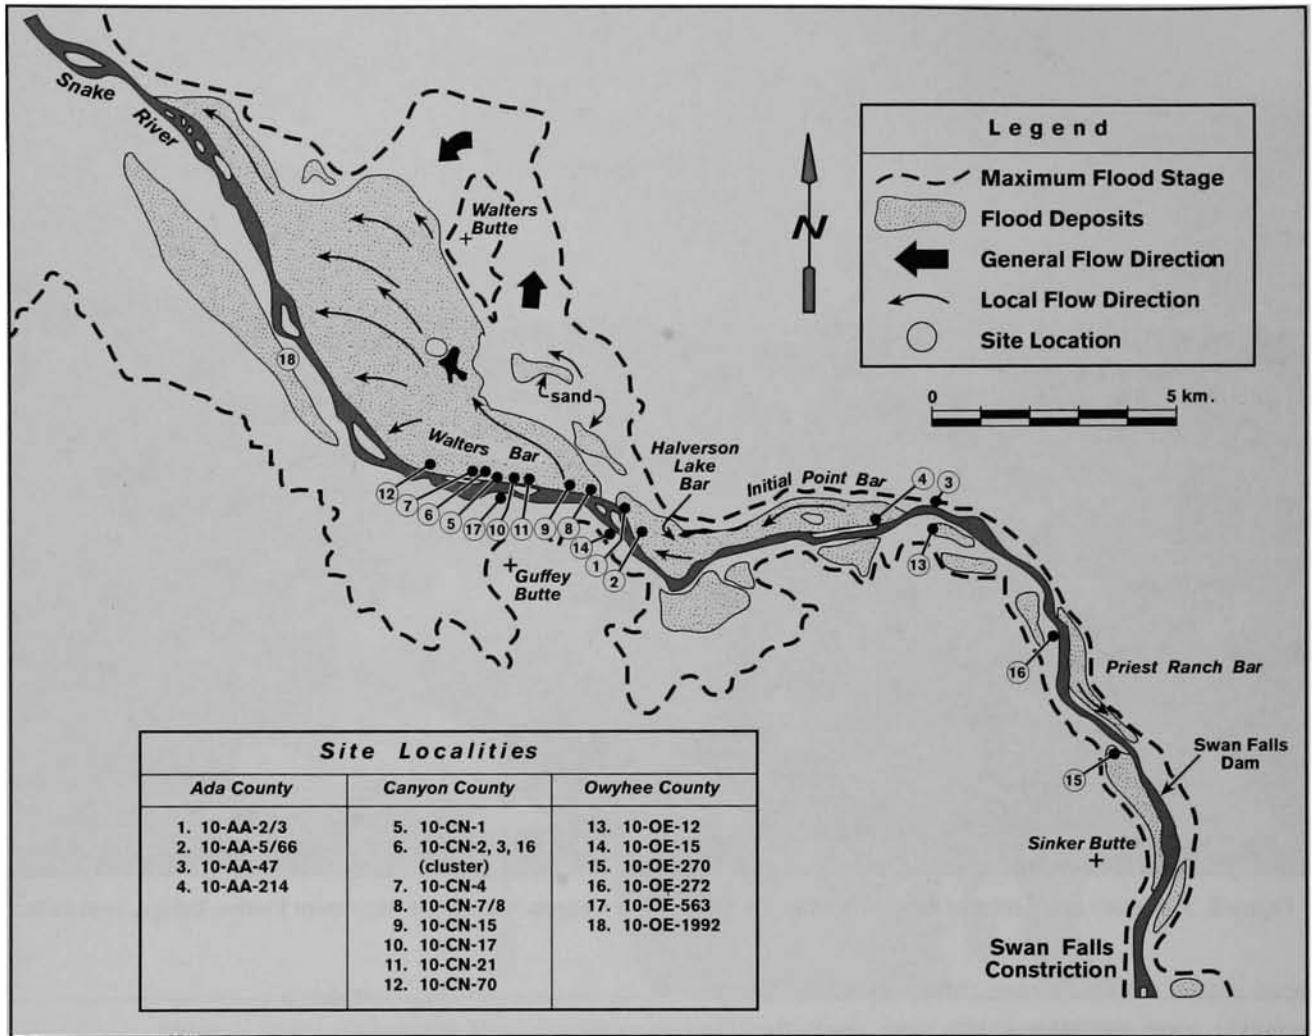 Snake
River
Walters
Butte
N
Legend
Maximum Flood Stage
Flood Deposits
General Flow Direction
Local Flow Direction
Site Location
0 5 km.
18
sand
Walters Bar
Halverson
Lake
Bar
Initial Point Bar
4
3
12
7
6
5
17
10
11
9
8
14
1
2
13
Guffey
Butte
16
Priest Ranch Bar
Swan Falls
Dam
15
Sinker Butte
Swan Falls
Constriction
Site Localities
Ada County
1. 10-AA-2/3
2. 10-AA-5/66
3. 10-AA-47
4. 10-AA-214
Canyon County
5. 10-CN-1
6. 10-CN-2, 3, 16
(cluster)
7. 10-CN-4
8. 10-CN-7/8
9. 10-CN-15
10. 10-CN-17
11. 10-CN-21
12. 10-CN-70
Owyhee County
13. 10-OE-12
14. 10-OE-15
15. 10-OE-270
16. 10-OE-272
17. 10-OE-563
18. 10-OE-1992